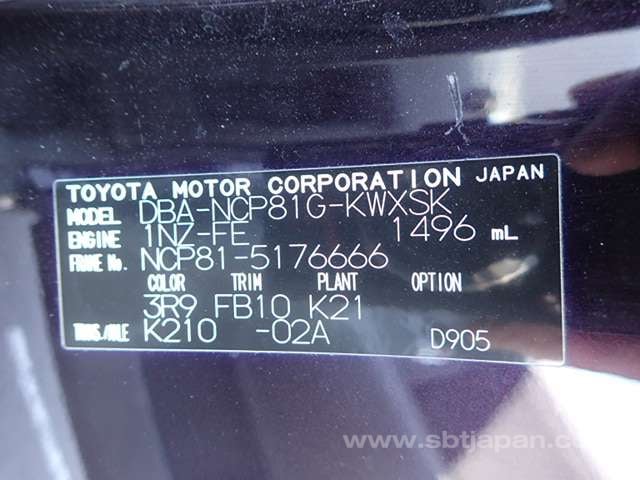 TOYOTA MOTOR CORPORATION JAPAN
MODEL DBA-NCP81G-KWXSK
ENGINE 1NZ-FE 1496 mL
FRAME No. NCP81-5176666
COLOR TRIM PLANT OPTION
3R9 FB10 K21
TRANS/AXLE K210 -02A D905
www.sbtjapan.c